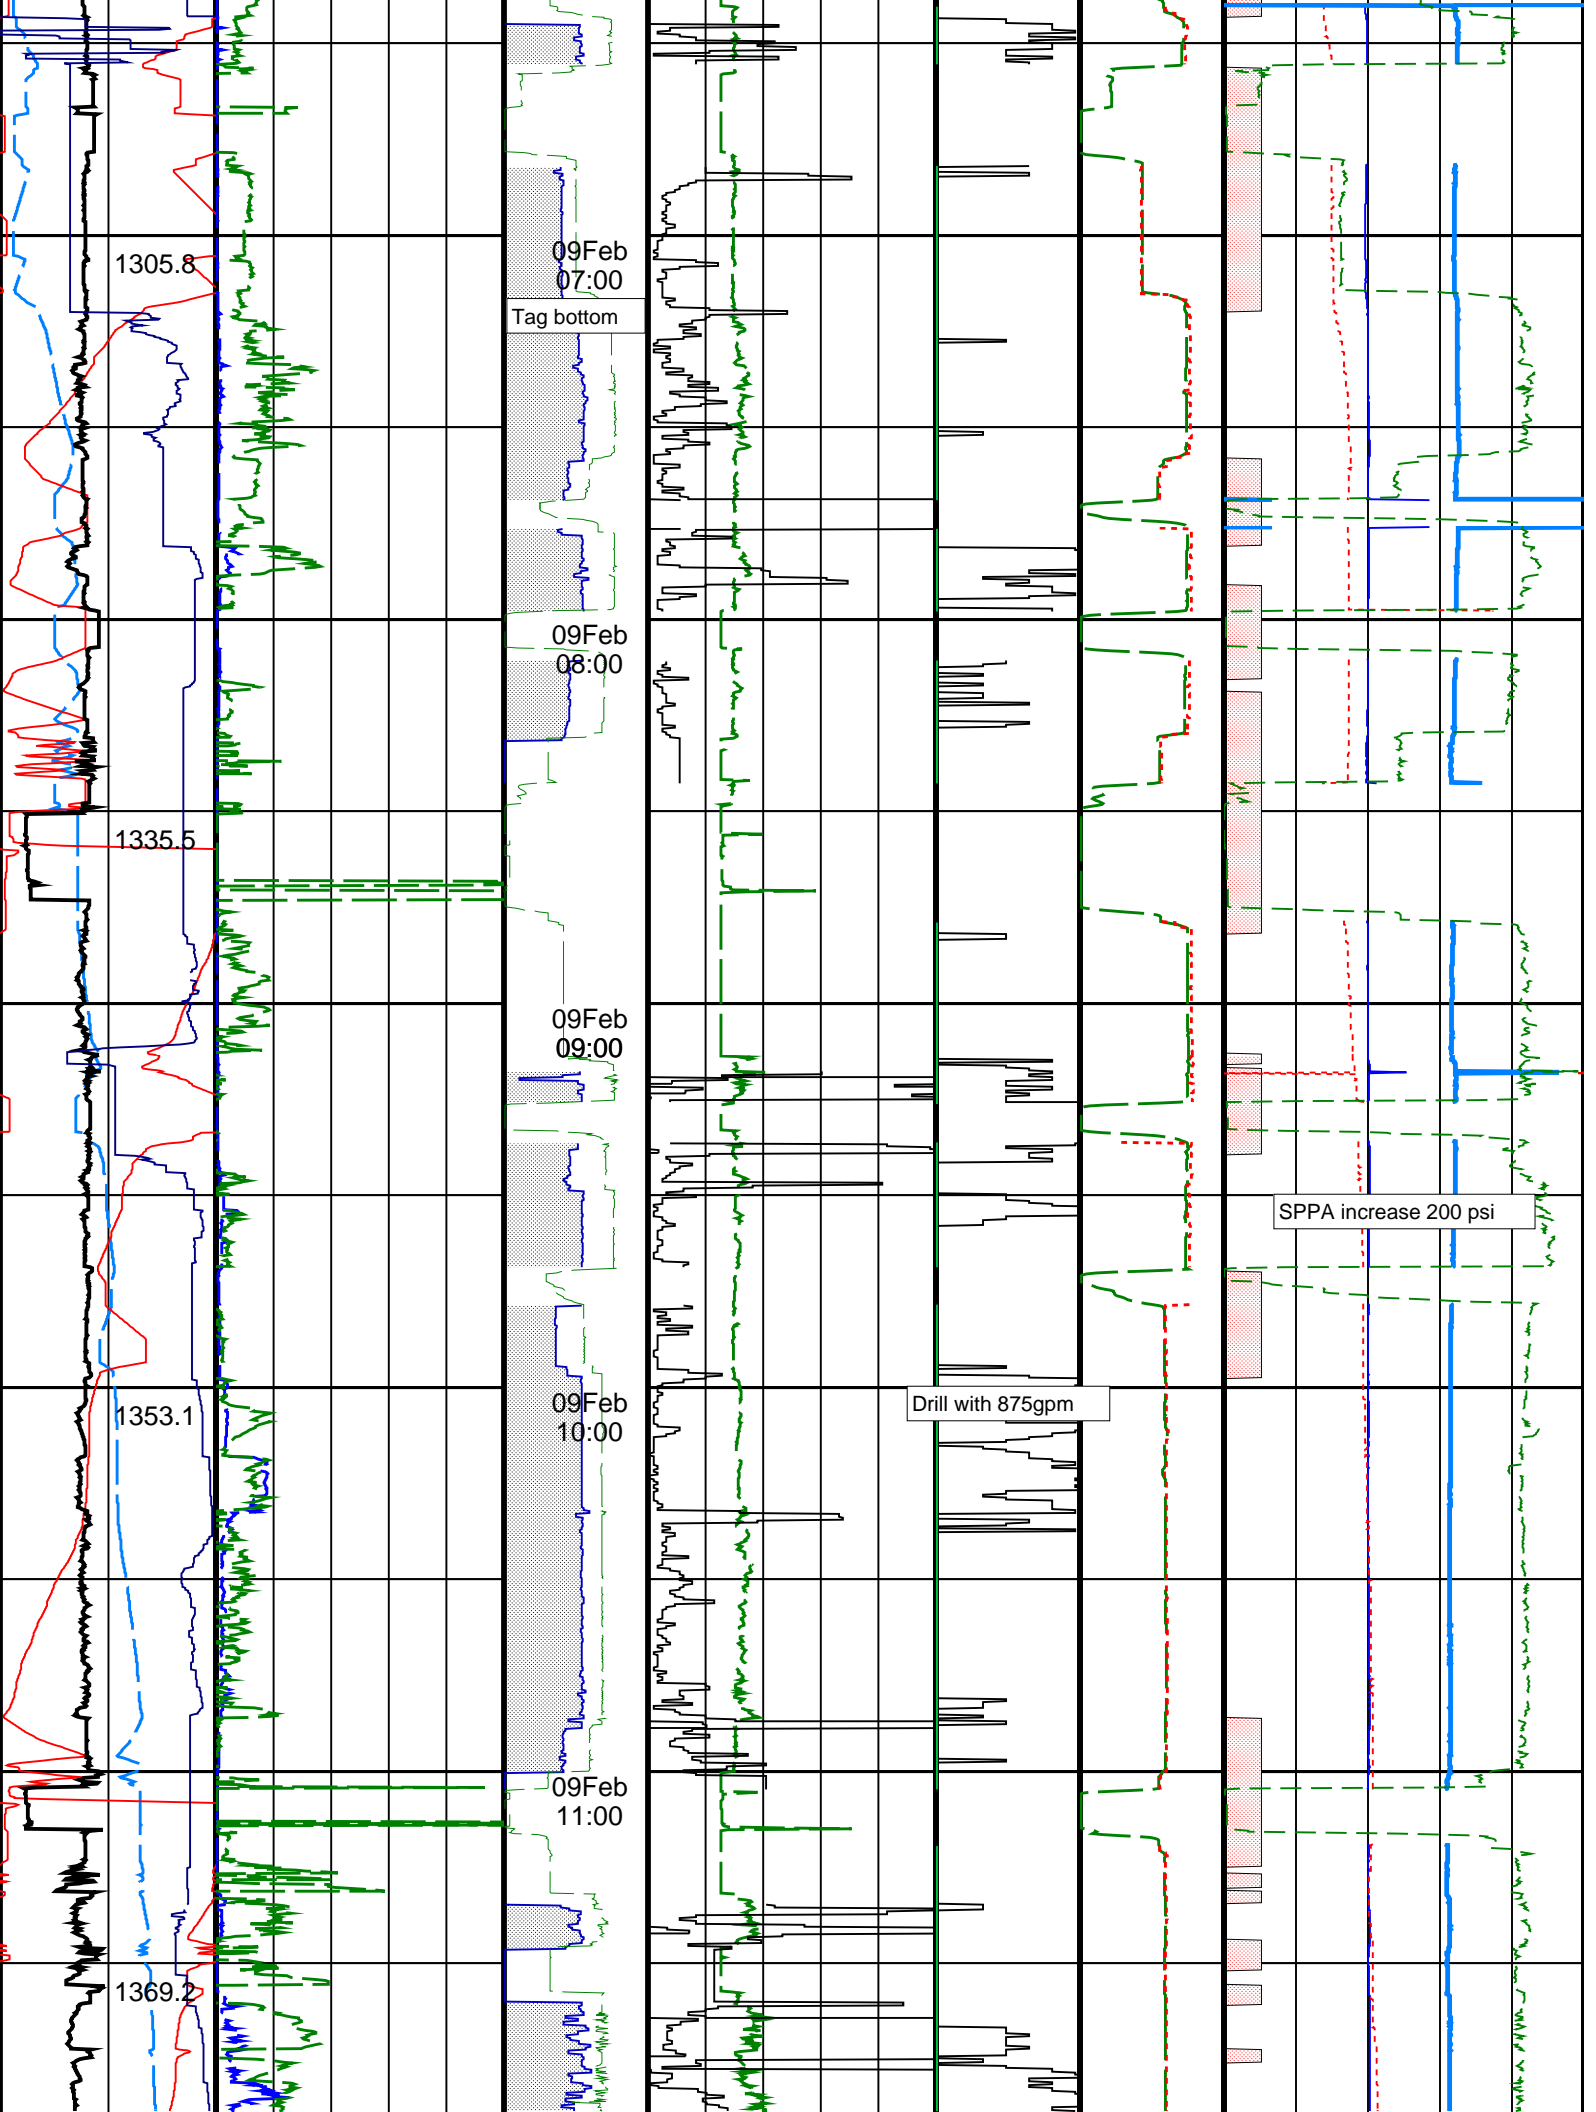 1305.8
09Feb
07:00
Tag bottom
09Feb
08:00
1335.5
09Feb
09:00
SPPA increase 200 psi
1353.1
09Feb
10:00
Drill with 875gpm
09Feb
11:00
1369.2